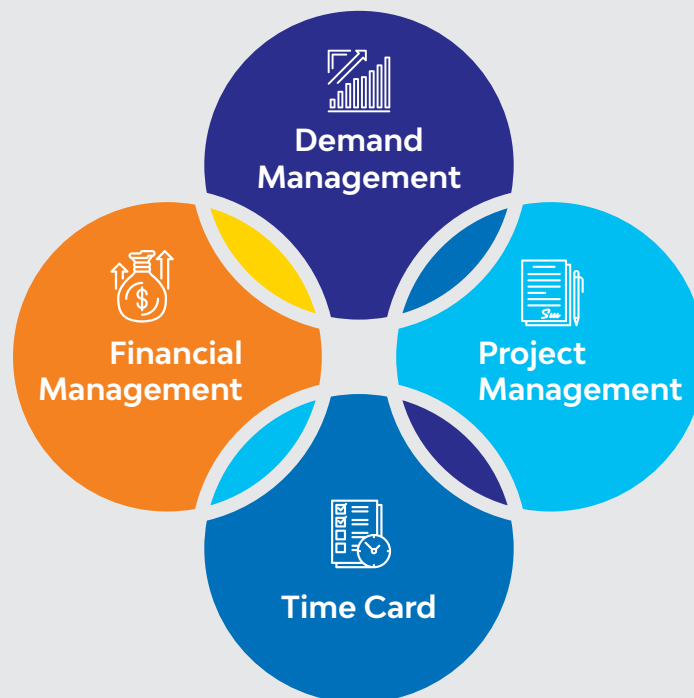 Demand
Management
$
Financial
Management
Project
Management
Time Card